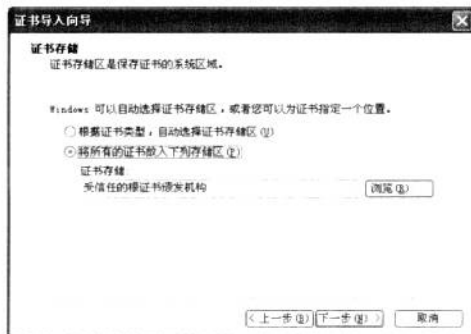 证书导入向导
证书存储
证书存储区是保存证书的系统区域。
Windows 可以自动选择证书存储区，或者您可以为证书指定一个位置。
根据证书类型，自动选择证书存储区(U)
将所有的证书放入下列存储区(P)
证书存储
受信任的根证书颁发机构
浏览(R)
< 上一步(B) 下一步(N) > 取消